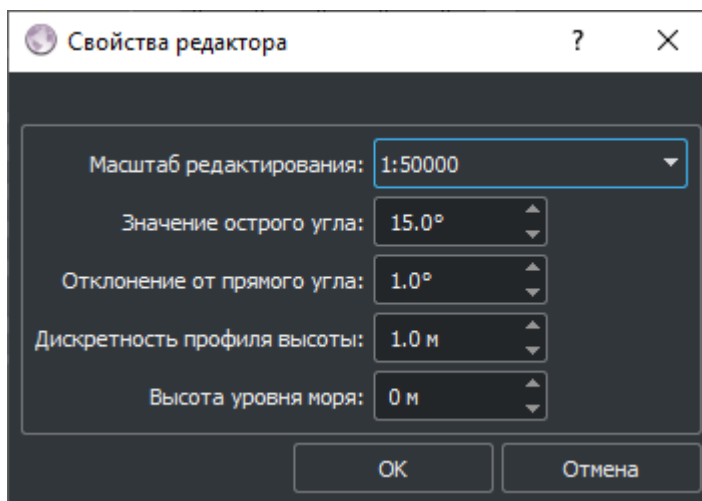 Свойства редактора ?
Масштаб редактирования: 1:50000
Значение острого угла: 15.0°
Отклонение от прямого угла: 1.0°
Дискретность профиля высоты: 1.0 м
Высота уровня моря: 0 м
OK Отмена